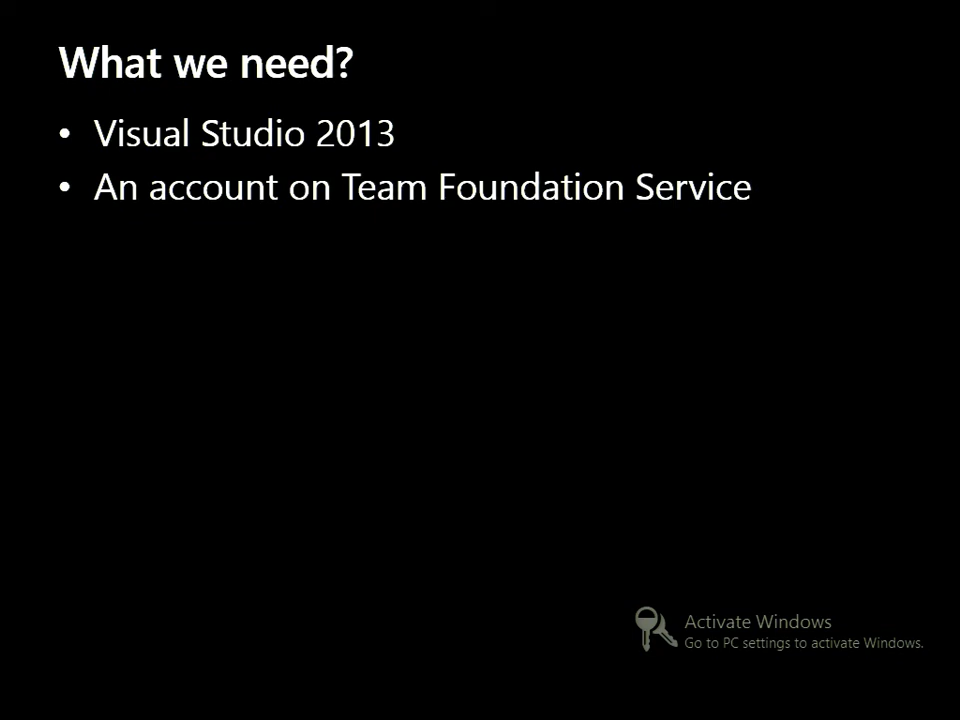 What we need?
• Visual Studio 2013
• An account on Team Foundation Service
Activate Windows
Go to PC settings to activate Windows.